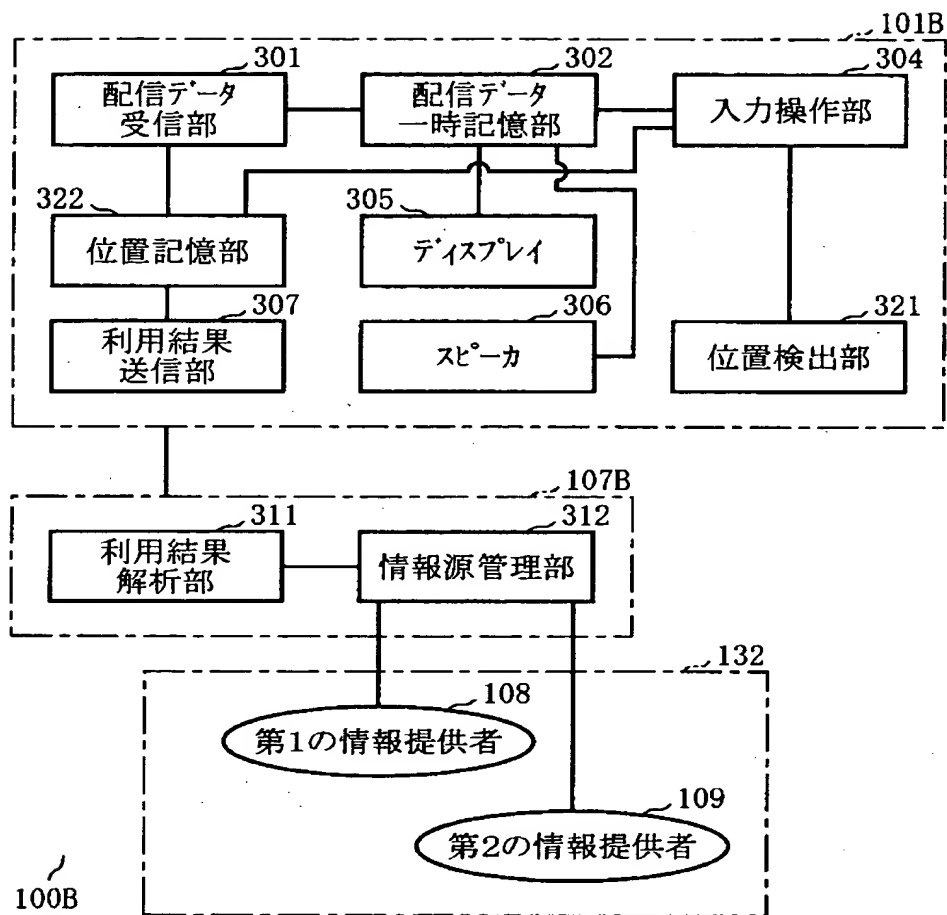 101B
301
302
304
配信データ
受信部
配信データ
一時記憶部
入力操作部
322
305
位置記憶部
ディスプレイ
307
306
321
利用結果
送信部
スピーカ
位置検出部
107B
311
312
利用結果
解析部
情報源管理部
132
108
第1の情報提供者
109
第2の情報提供者
100B